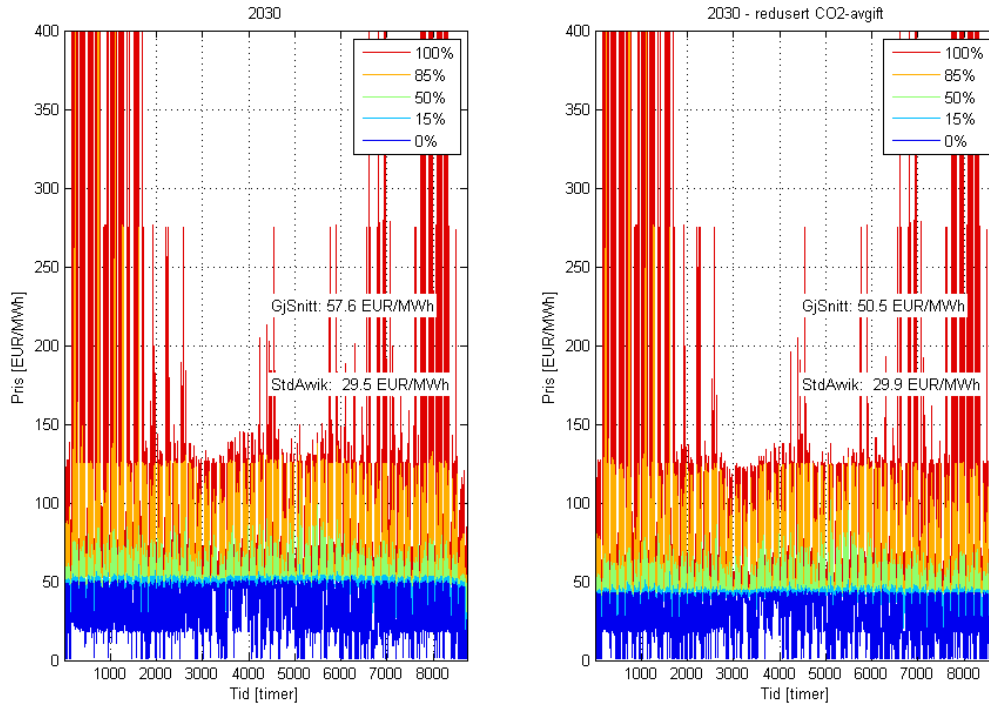 2030
400
350
300
250
200
150
100
50
0
Pris [EUR/MWh]
100%
85%
50%
15%
0%
GjSnitt: 57.6 EUR/MWh
StdAwik: 29.5 EUR/MWh
1000 2000 3000 4000 5000 6000 7000 8000
Tid [timer]
2030 - redusert CO2-avgift
400
350
300
250
200
150
100
50
0
Pris [EUR/MWh]
100%
85%
50%
15%
0%
GjSnitt: 50.5 EUR/MWh
StdAwik: 29.9 EUR/MWh
1000 2000 3000 4000 5000 6000 7000 8000
Tid [timer]